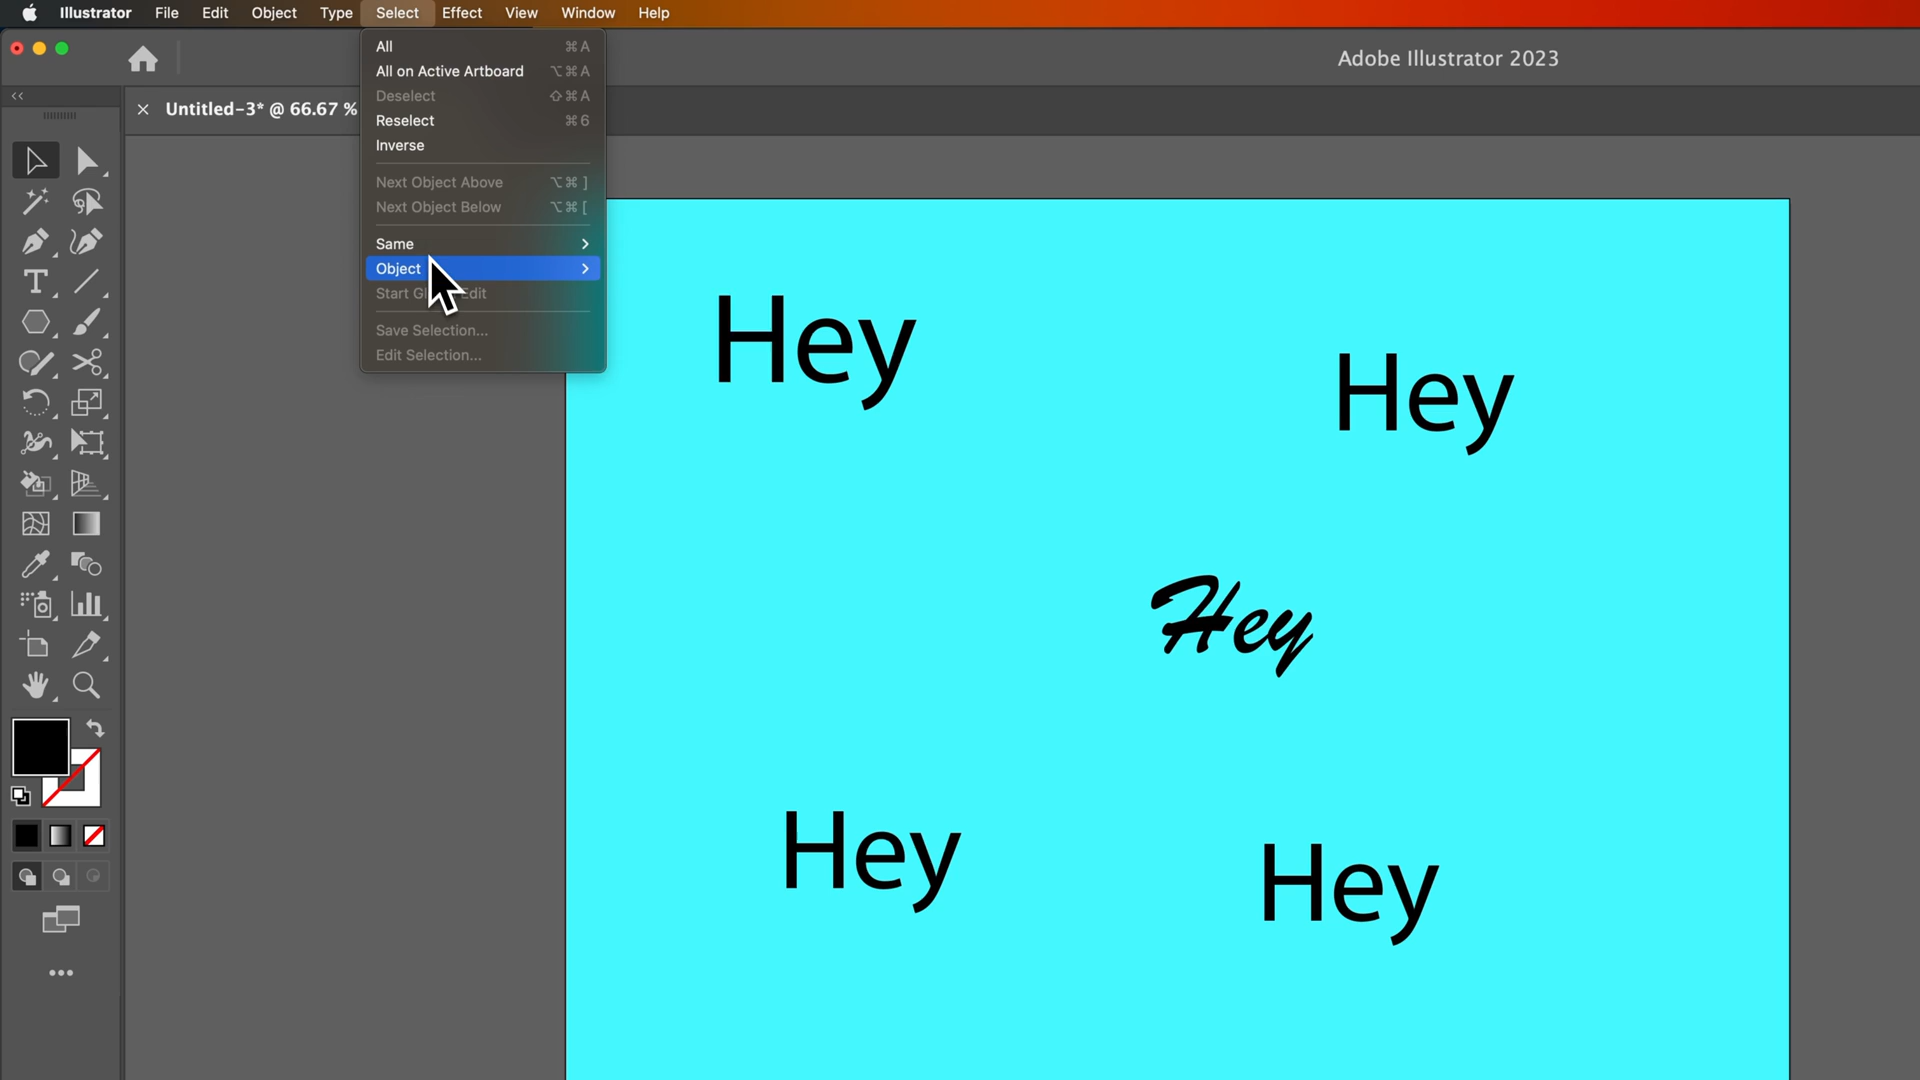 Illustrator File Edit Object Type Select Effect View Window Help
Adobe Illustrator 2023
× Untitled-3* @ 66.67 %
All ⌘A
All on Active Artboard ⌥⌘A
Deselect ⇧⌘A
Reselect ⌘6
Inverse
Next Object Above ⌥⌘]
Next Object Below ⌥⌘[
Same
Object
Start Edit
Save Selection...
Edit Selection...
Hey
Hey
Hey
Hey
Hey